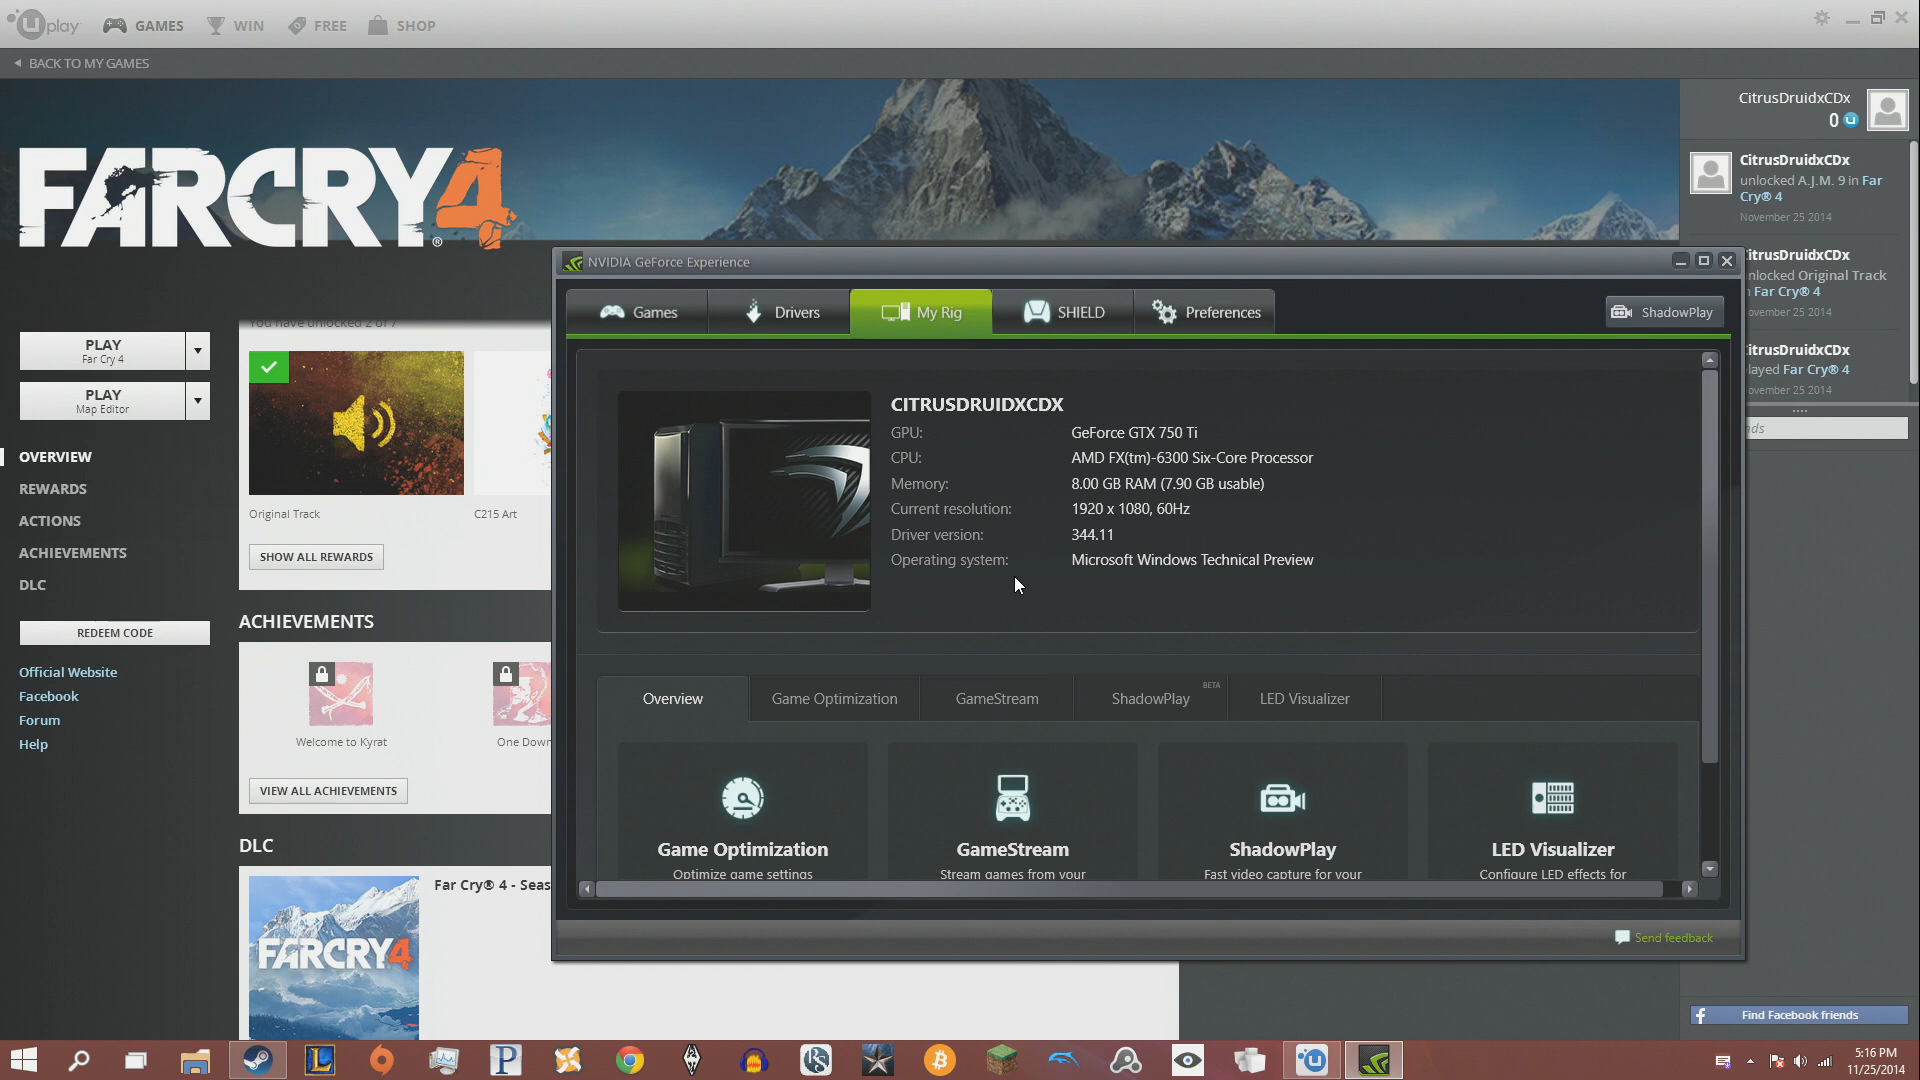 uplay GAMES WIN FREE SHOP
BACK TO MY GAMES
FARCRY4
CitrusDruidxCDx
0
CitrusDruidxCDx
unlocked A.J.M. 9 in Far
Cry® 4
November 25 2014
itrusDruidxCDx
nlocked Original Track
Far Cry® 4
ovember 25 2014
itrusDruidxCDx
layed Far Cry® 4
ovember 25 2014
nds
Find Facebook friends
PLAY
Far Cry 4
PLAY
Map Editor
OVERVIEW
REWARDS
ACTIONS
ACHIEVEMENTS
DLC
REDEEM CODE
Official Website
Facebook
Forum
Help
You have unlocked 2 of 7
Original Track
C215 Art
SHOW ALL REWARDS
ACHIEVEMENTS
Welcome to Kyrat
One Down
VIEW ALL ACHIEVEMENTS
DLC
FARCRY4
Far Cry® 4 - Seas
NVIDIA GeForce Experience
Games Drivers My Rig SHIELD Preferences ShadowPlay
CITRUSDRUIDXCDX
GPU: GeForce GTX 750 Ti
CPU: AMD FX(tm)-6300 Six-Core Processor
Memory: 8.00 GB RAM (7.90 GB usable)
Current resolution: 1920 x 1080, 60Hz
Driver version: 344.11
Operating system: Microsoft Windows Technical Preview
Overview Game Optimization GameStream ShadowPlay BETA LED Visualizer
Game Optimization
Optimize game settings
GameStream
Stream games from your
ShadowPlay
Fast video capture for your
LED Visualizer
Configure LED effects for
Send feedback
5:16 PM
11/25/2014